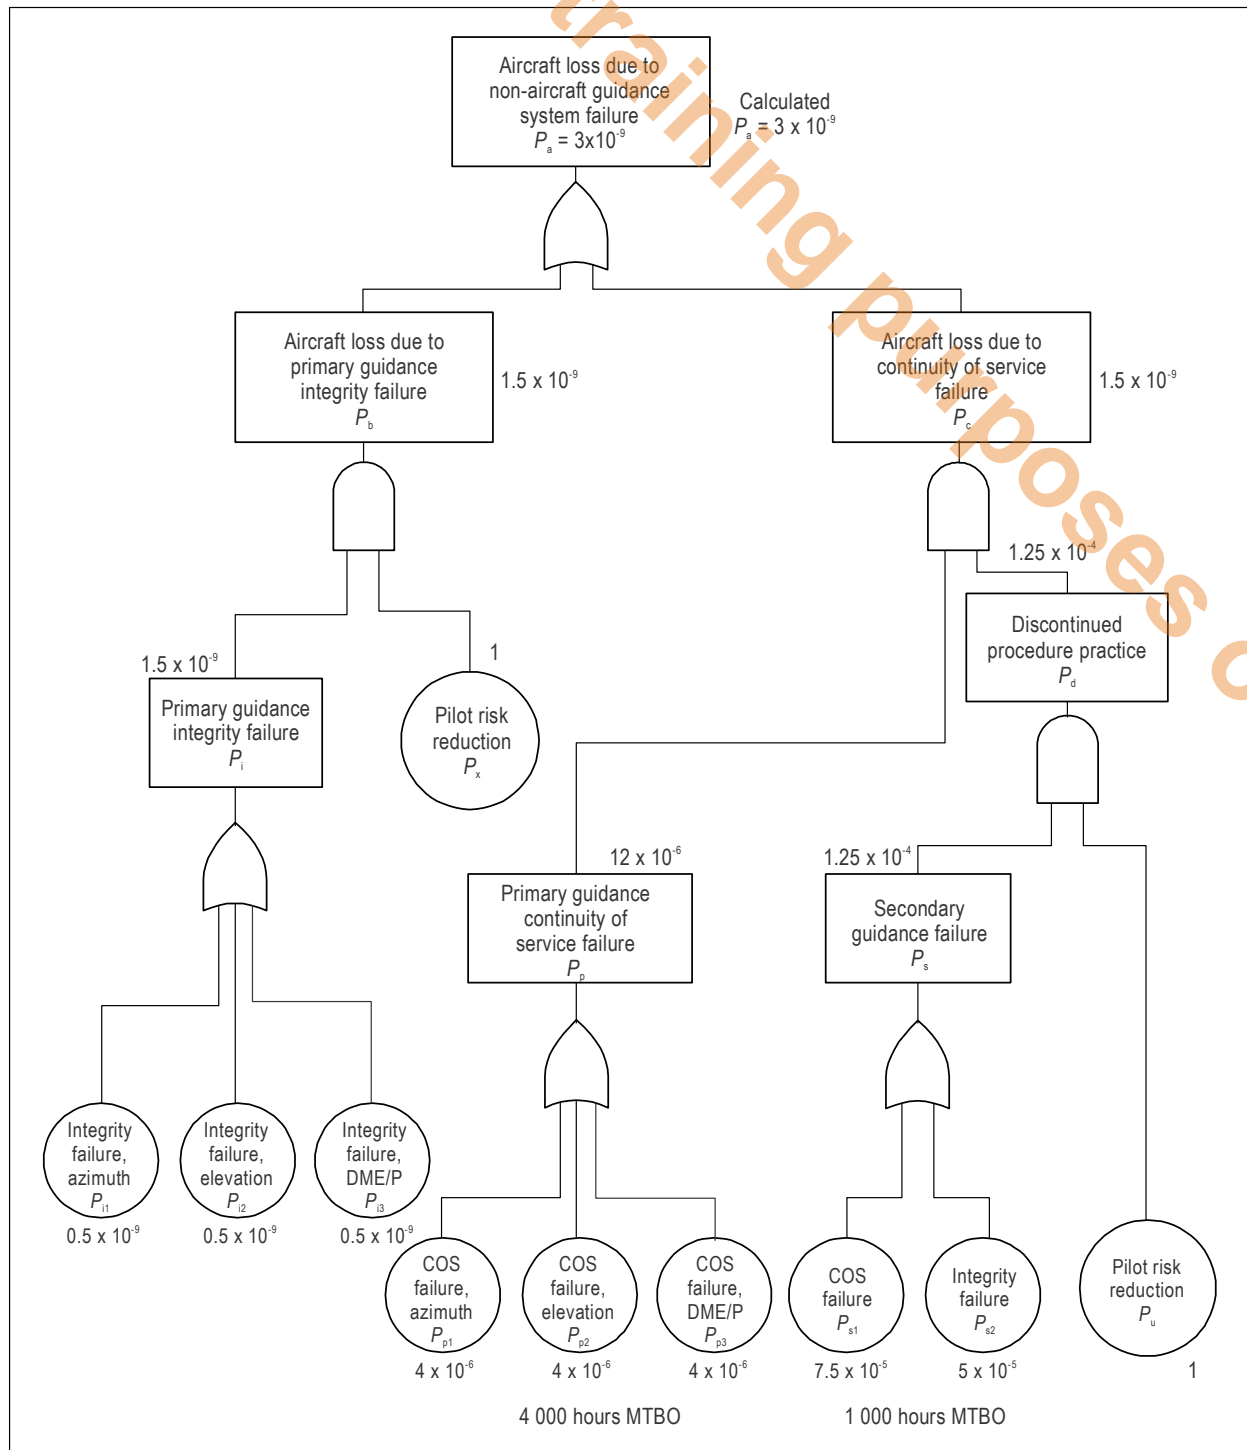 Aircraft loss due to
non-aircraft guidance
system failure
Pa = 3x10-9
Calculated
Pa = 3 x 10-9
training purposes
Aircraft loss due to
primary guidance
integrity failure
Pb
1.5 x 10-9
Aircraft loss due to
continuity of service
failure
Pc
1.5 x 10-9
1.25 x 10-4
Discontinued
procedure practice
Pd
1.5 x 10-9
Primary guidance
integrity failure
Pi
1
Pilot risk
reduction
Px
12 x 10-6
Primary guidance
continuity of
service failure
Pp
1.25 x 10-4
Secondary
guidance failure
Ps
Integrity
failure,
azimuth
Pi1
0.5 x 10-9
Integrity
failure,
elevation
Pi2
0.5 x 10-9
Integrity
failure,
DME/P
Pi3
0.5 x 10-9
COS
failure,
azimuth
Pp1
4 x 10-6
COS
failure,
elevation
Pp2
4 x 10-6
COS
failure,
DME/P
Pp3
4 x 10-6
COS
failure
Ps1
7.5 x 10-5
Integrity
failure
Ps2
5 x 10-5
Pilot risk
reduction
Pu
1
4 000 hours MTBO
1 000 hours MTBO